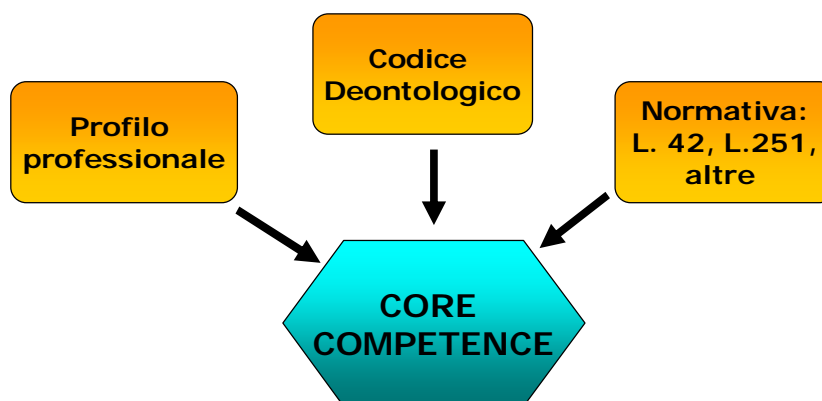 Codice
Deontologico
Profilo
professionale
Normativa:
L. 42, L.251,
altre
CORE
COMPETENCE